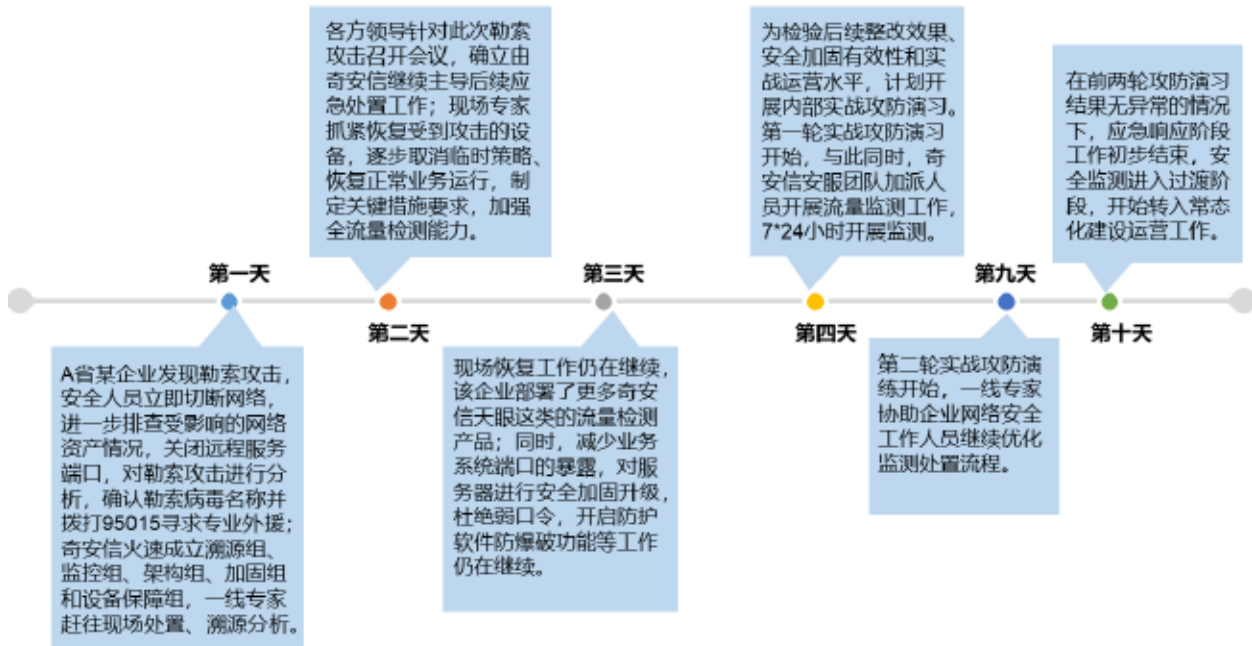 第一天
A省某企业发现勒索攻击，
安全人员立即切断网络，
进一步排查受影响的网络
资产情况，关闭远程服务
端口，对勒索攻击进行分
析，确认勒索病毒名称并
拨打95015寻求专业外援；
奇安信火速成立溯源组、
监控组、架构组、加固组
和设备保障组，一线专家
赶往现场处置、溯源分析。
各方领导针对此次勒索
攻击召开会议，确立由
奇安信继续主导后续应
急处置工作；现场专家
抓紧恢复受到攻击的设
备，逐步取消临时策略、
恢复正常业务运行，制
定关键措施要求，加强
全流量检测能力。
第二天
第三天
现场恢复工作仍在继续，
该企业部署了更多奇安
信天眼这类的流量检测
产品；同时，减少业务
系统端口的暴露，对服
务器进行安全加固升级，
杜绝弱口令，开启防护
软件防爆破功能等工作
仍在继续。
为检验后续整改效果、
安全加固有效性和实
战运营水平，计划开
展内部实战攻防演习。
第一轮实战攻防演习
开始，与此同时，奇
安信安服团队加派人
员开展流量监测工作，
7*24小时开展监测。
第四天
第九天
第二轮实战攻防演
练开始，一线专家
协助企业网络安全
工作人员继续优化
监测处置流程。
在前两轮攻防演习
结果无异常的情况
下，应急响应阶段
工作初步结束，安
全监测进入过渡阶
段，开始转入常态
化建设运营工作。
第十天